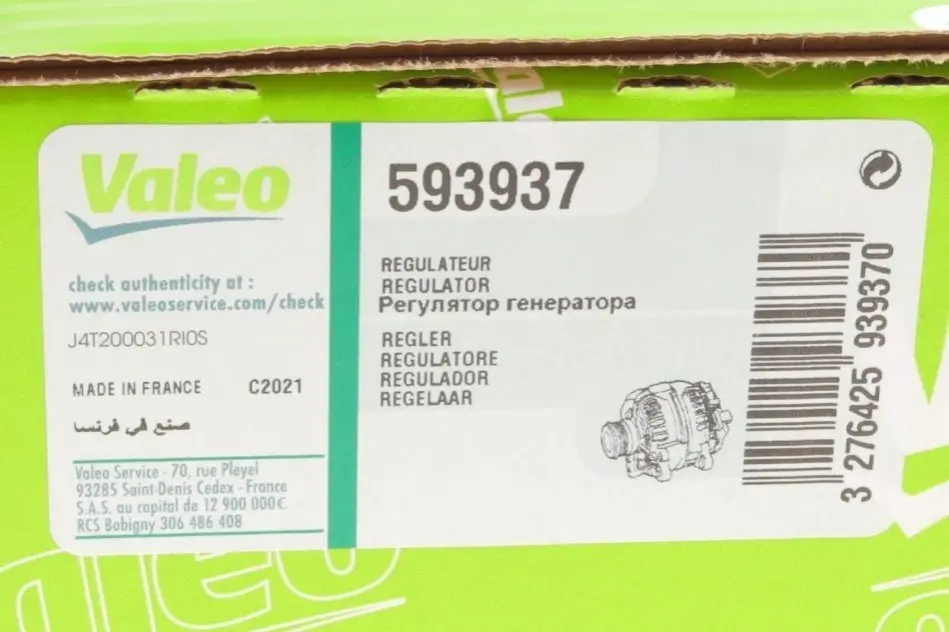 Valeo
check authenticity at :
www.valeoservice.com/check
J4T200031RI0S
MADE IN FRANCE C2021
صنع في فرنسا
Valeo Service - 70, rue Pleyel
93285 Saint-Denis Cedex - France
S.A.S. au capital de 12 900 000€
RCS Bobigny 306 486 408
593937
REGULATEUR
REGULATOR
Регулятор генератора
REGLER
REGULATORE
REGULADOR
REGELAAR
3 276425 939370